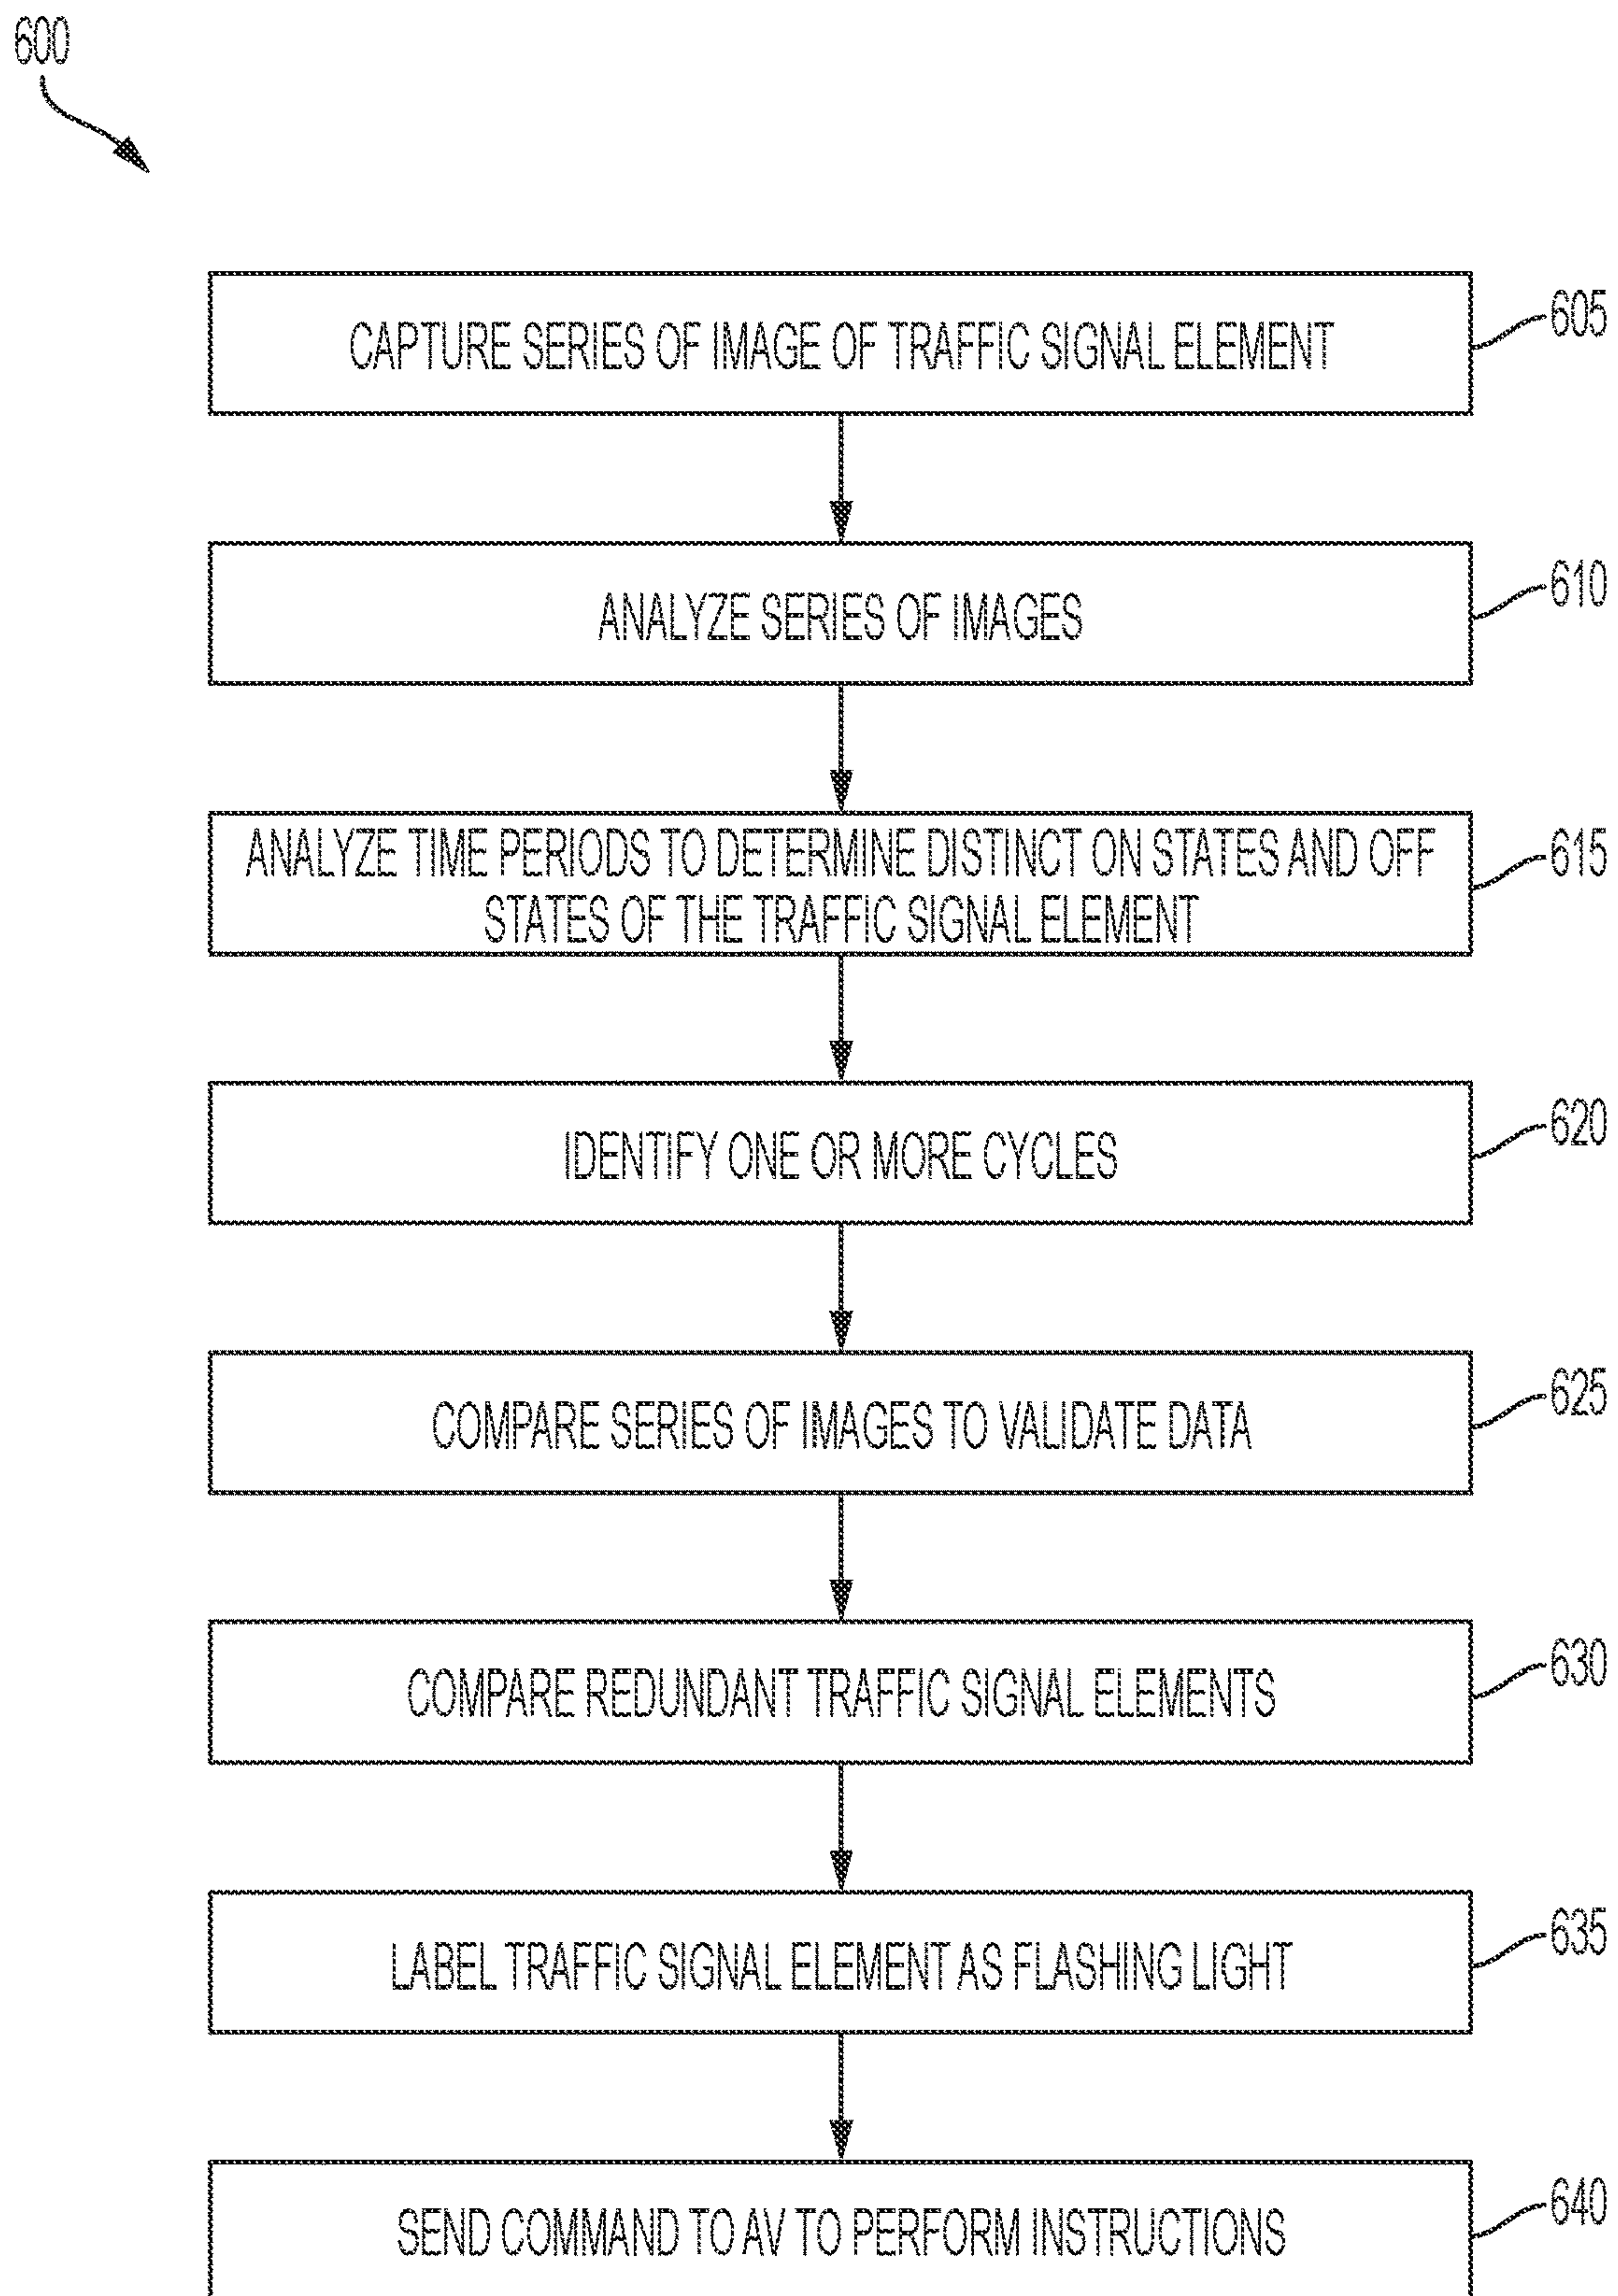 600
CAPTURE SERIES OF IMAGE OF TRAFFIC SIGNAL ELEMENT
605
ANALYZE SERIES OF IMAGES
610
ANALYZE TIME PERIODS TO DETERMINE DISTINCT ON STATES AND OFF
STATES OF THE TRAFFIC SIGNAL ELEMENT
615
IDENTIFY ONE OR MORE CYCLES
620
COMPARE SERIES OF IMAGES TO VALIDATE DATA
625
COMPARE REDUNDANT TRAFFIC SIGNAL ELEMENTS
630
LABEL TRAFFIC SIGNAL ELEMENT AS FLASHING LIGHT
635
SEND COMMAND TO AV TO PERFORM INSTRUCTIONS
640